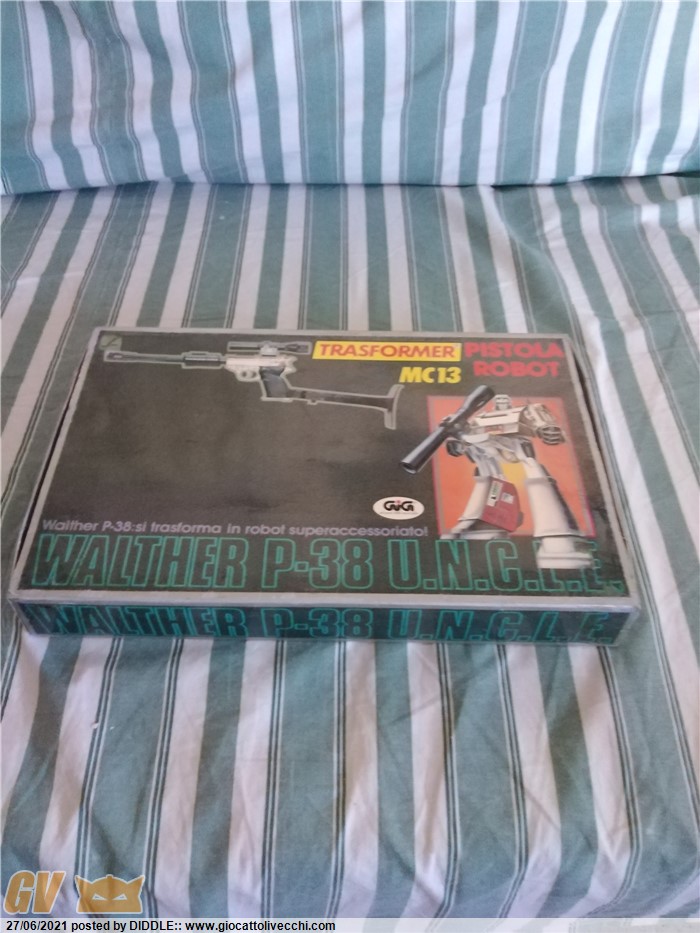 TRASFORMER PISTOLA
MC13 ROBOT
GiG
Walther P-38:si trasforma in robot superaccessoriato!
WALTHER P-38 U.N.C.L.E.
WALTHER P-38 U.N.C.L.E.
GV
27/06/2021 posted by DIDDLE:: www.giocattolivecchi.com